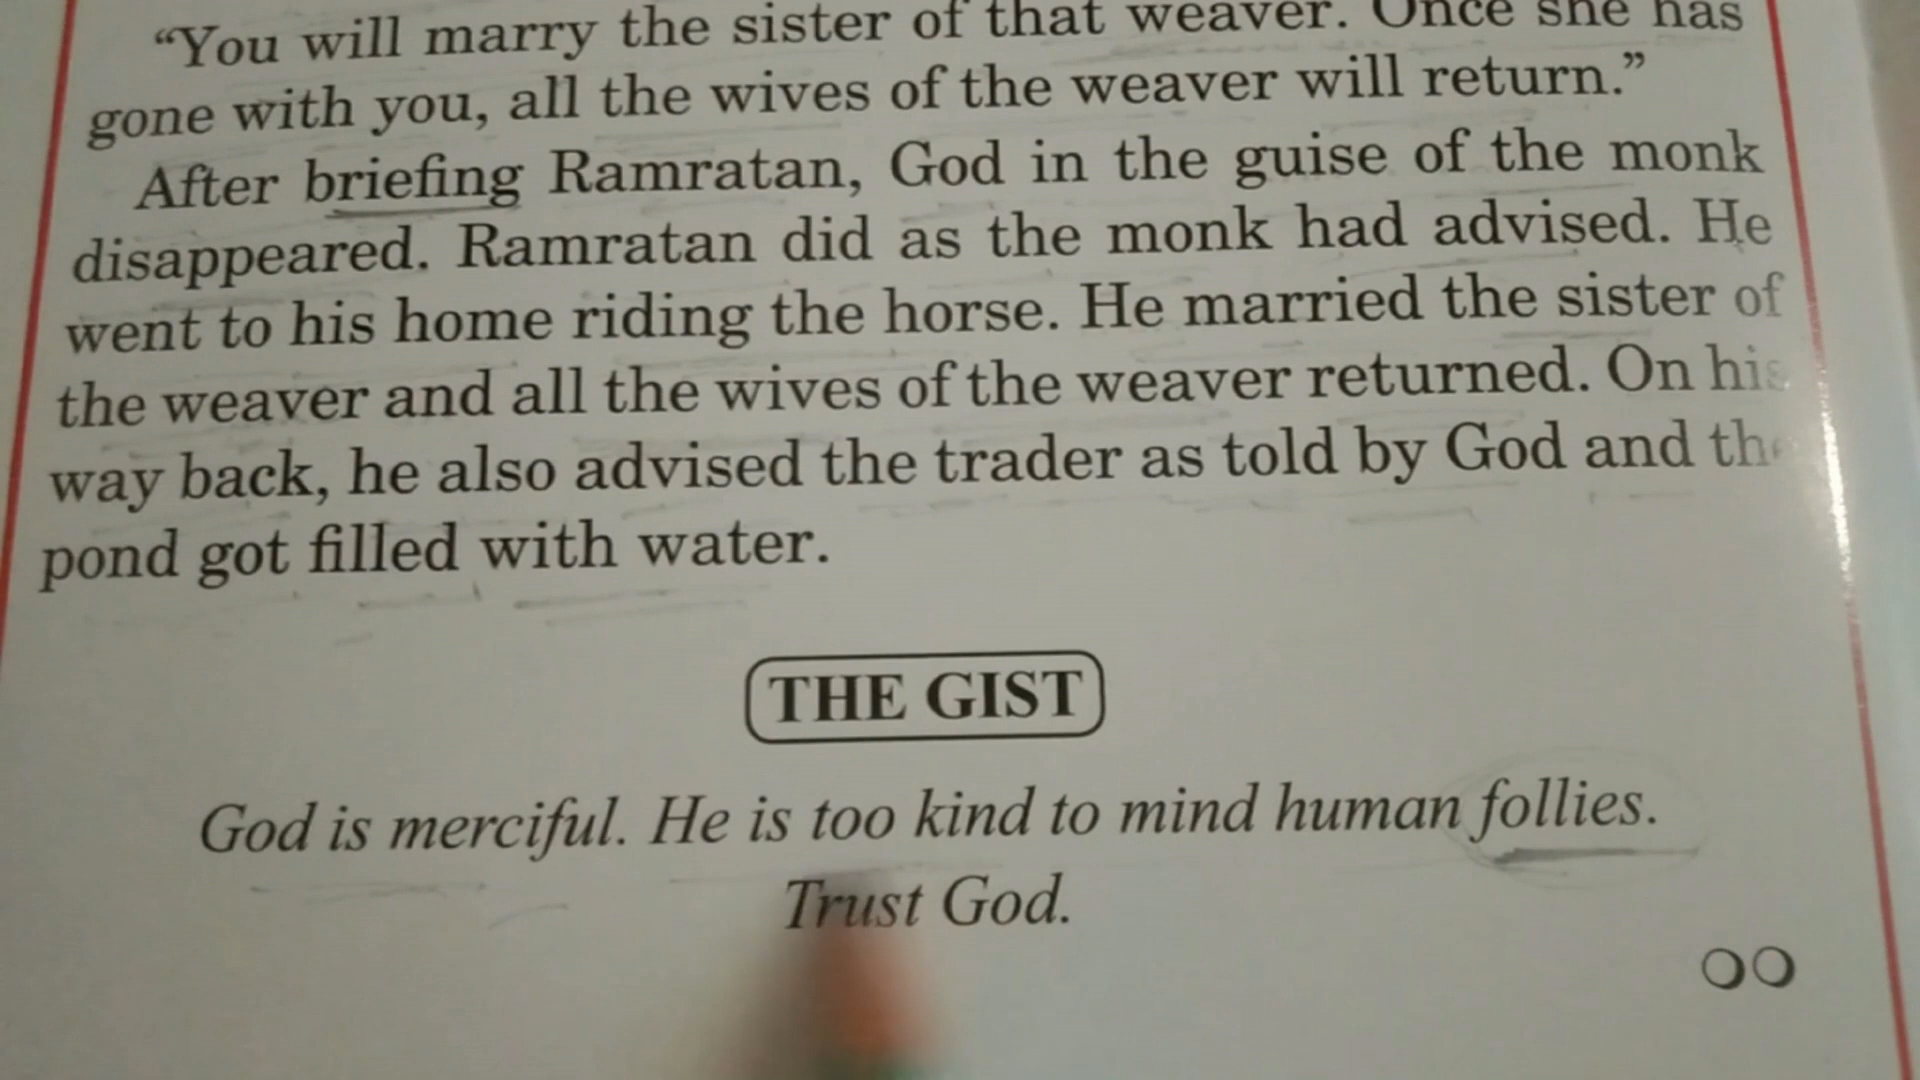 “You will marry the sister of that weaver. Once she has
gone with you, all the wives of the weaver will return.”
After briefing Ramratan, God in the guise of the monk
disappeared. Ramratan did as the monk had advised. He
went to his home riding the horse. He married the sister of
the weaver and all the wives of the weaver returned. On his
way back, he also advised the trader as told by God and the
pond got filled with water.
THE GIST
God is merciful. He is too kind to mind human follies.
Trust God.